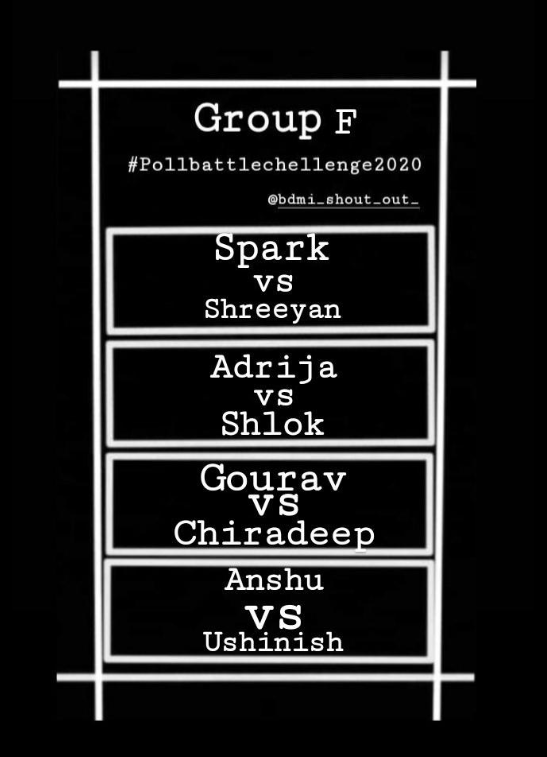 Group F
#Pollbattlechellenge2020
@bdmi_shout_out_
Spark
vs
Shreeyan
Adrija
vs
Shlok
Gourav
vs
Chiradeep
Anshu
vs
Ushinish